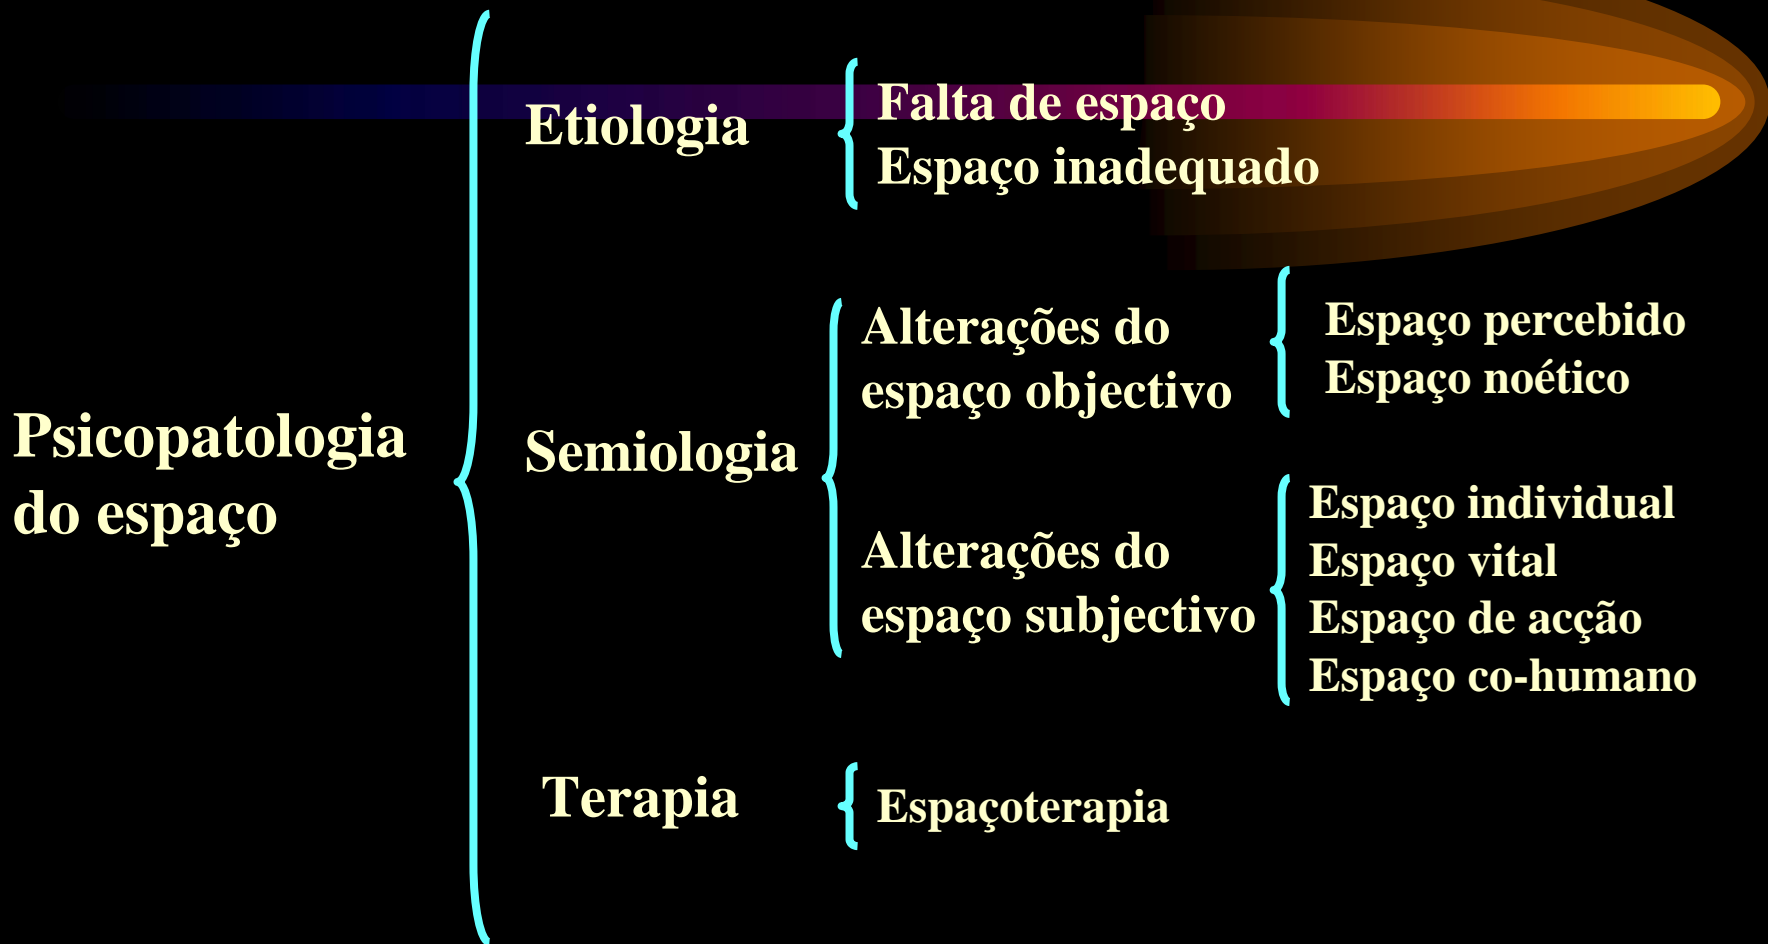 Psicopatologia
do espaço
Etiologia
Falta de espaço
Espaço inadequado
Semiologia
Alterações do
espaço objectivo
Espaço percebido
Espaço noético
Alterações do
espaço subjectivo
Espaço individual
Espaço vital
Espaço de acção
Espaço co-humano
Terapia
Espaçoterapia